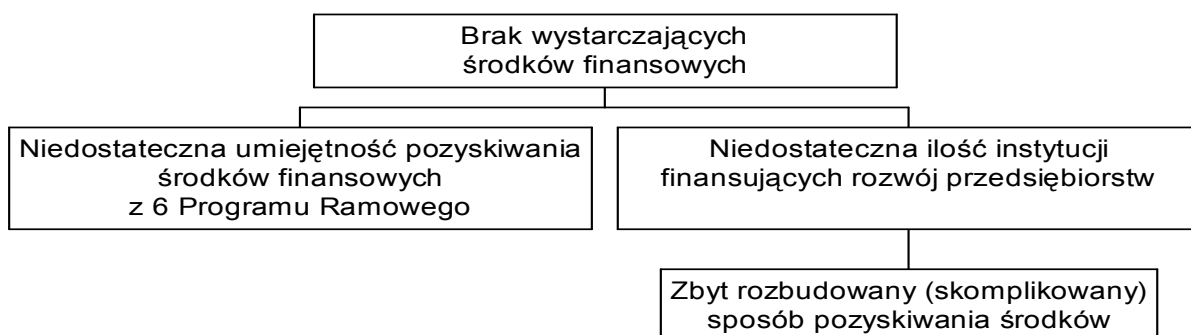 Brak wystarczających
środków finansowych
Niedostateczna umiejętność pozyskiwania
środków finansowych
z 6 Programu Ramowego
Niedostateczna ilość instytucji
finansujących rozwój przedsiębiorstw
Zbyt rozbudowany (skomplikowany)
sposób pozyskiwania środków